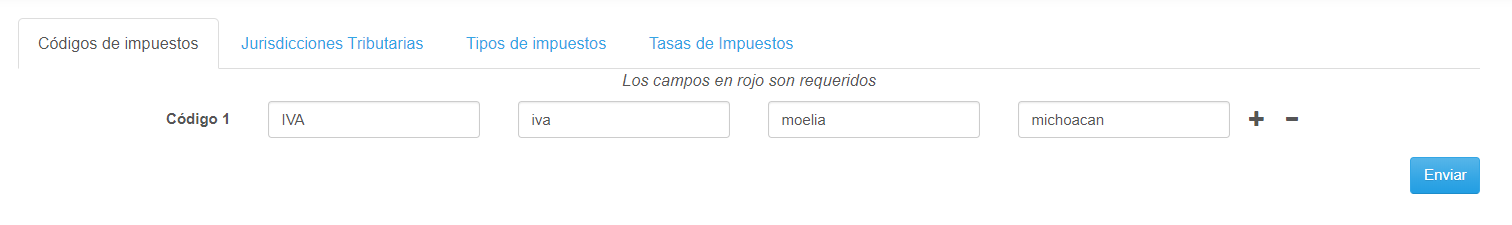 Códigos de impuestos Jurisdicciones Tributarias Tipos de impuestos Tasas de Impuestos
Los campos en rojo son requeridos
Código 1 IVA iva moelia michoacan + −
Enviar